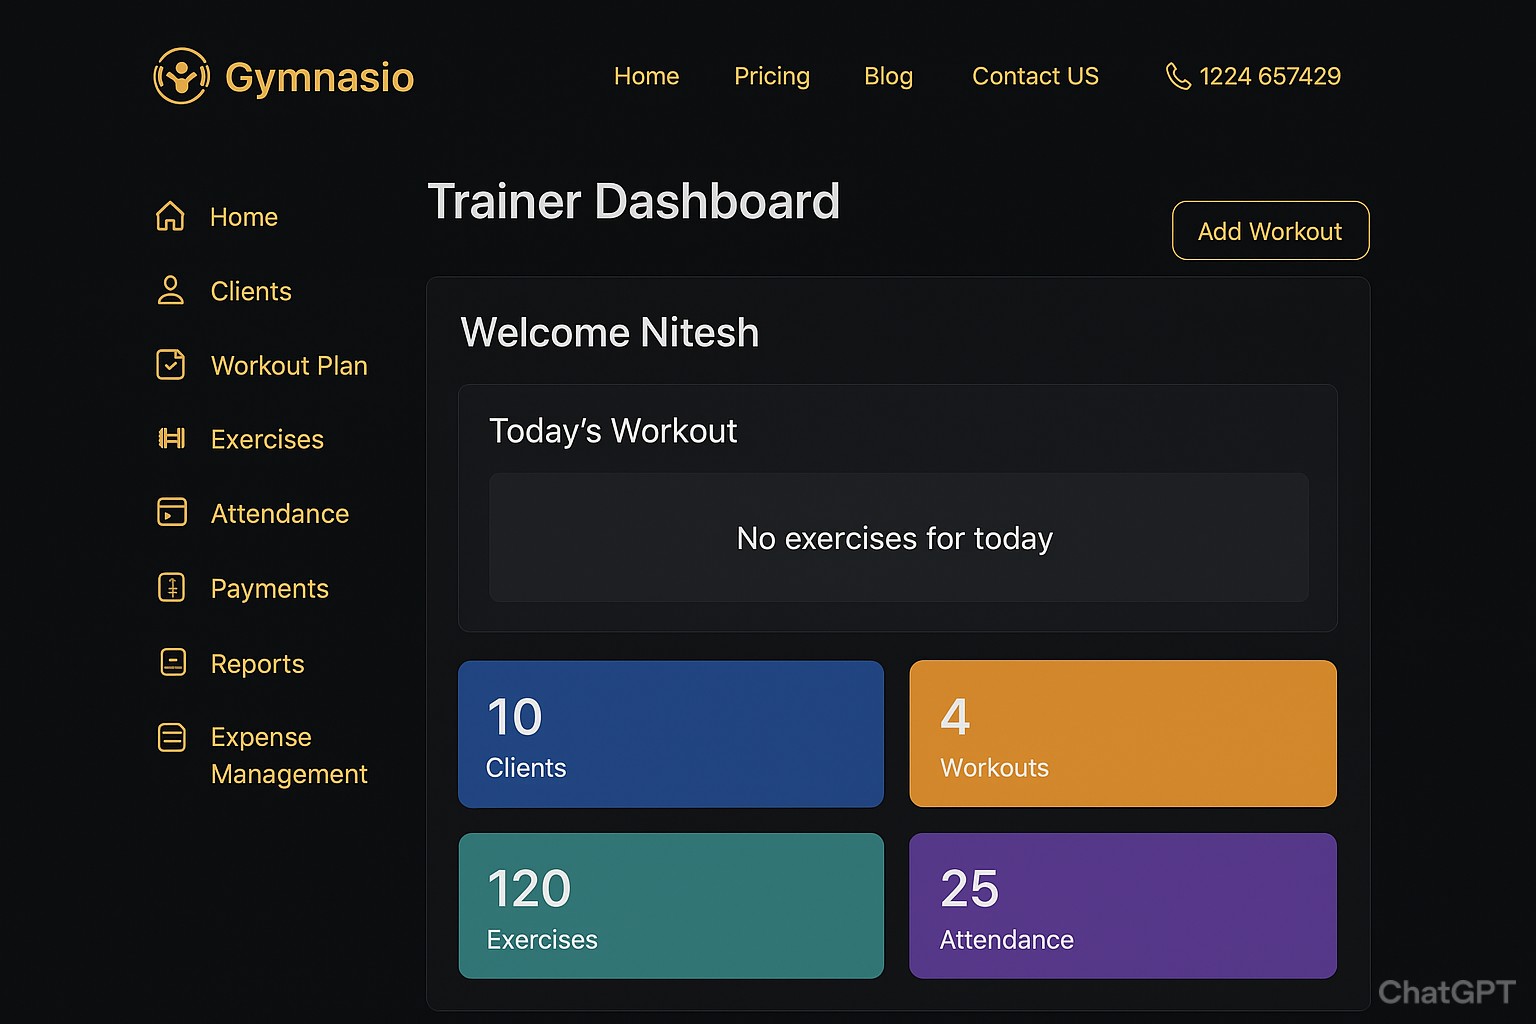 Gymnasio
Home
Pricing
Blog
Contact US
1224 657429
Home
Clients
Workout Plan
Exercises
Attendance
Payments
Reports
Expense
Management
Trainer Dashboard
Add Workout
Welcome Nitesh
Today’s Workout
No exercises for today
10
Clients
4
Workouts
120
Exercises
25
Attendance
ChatGPT